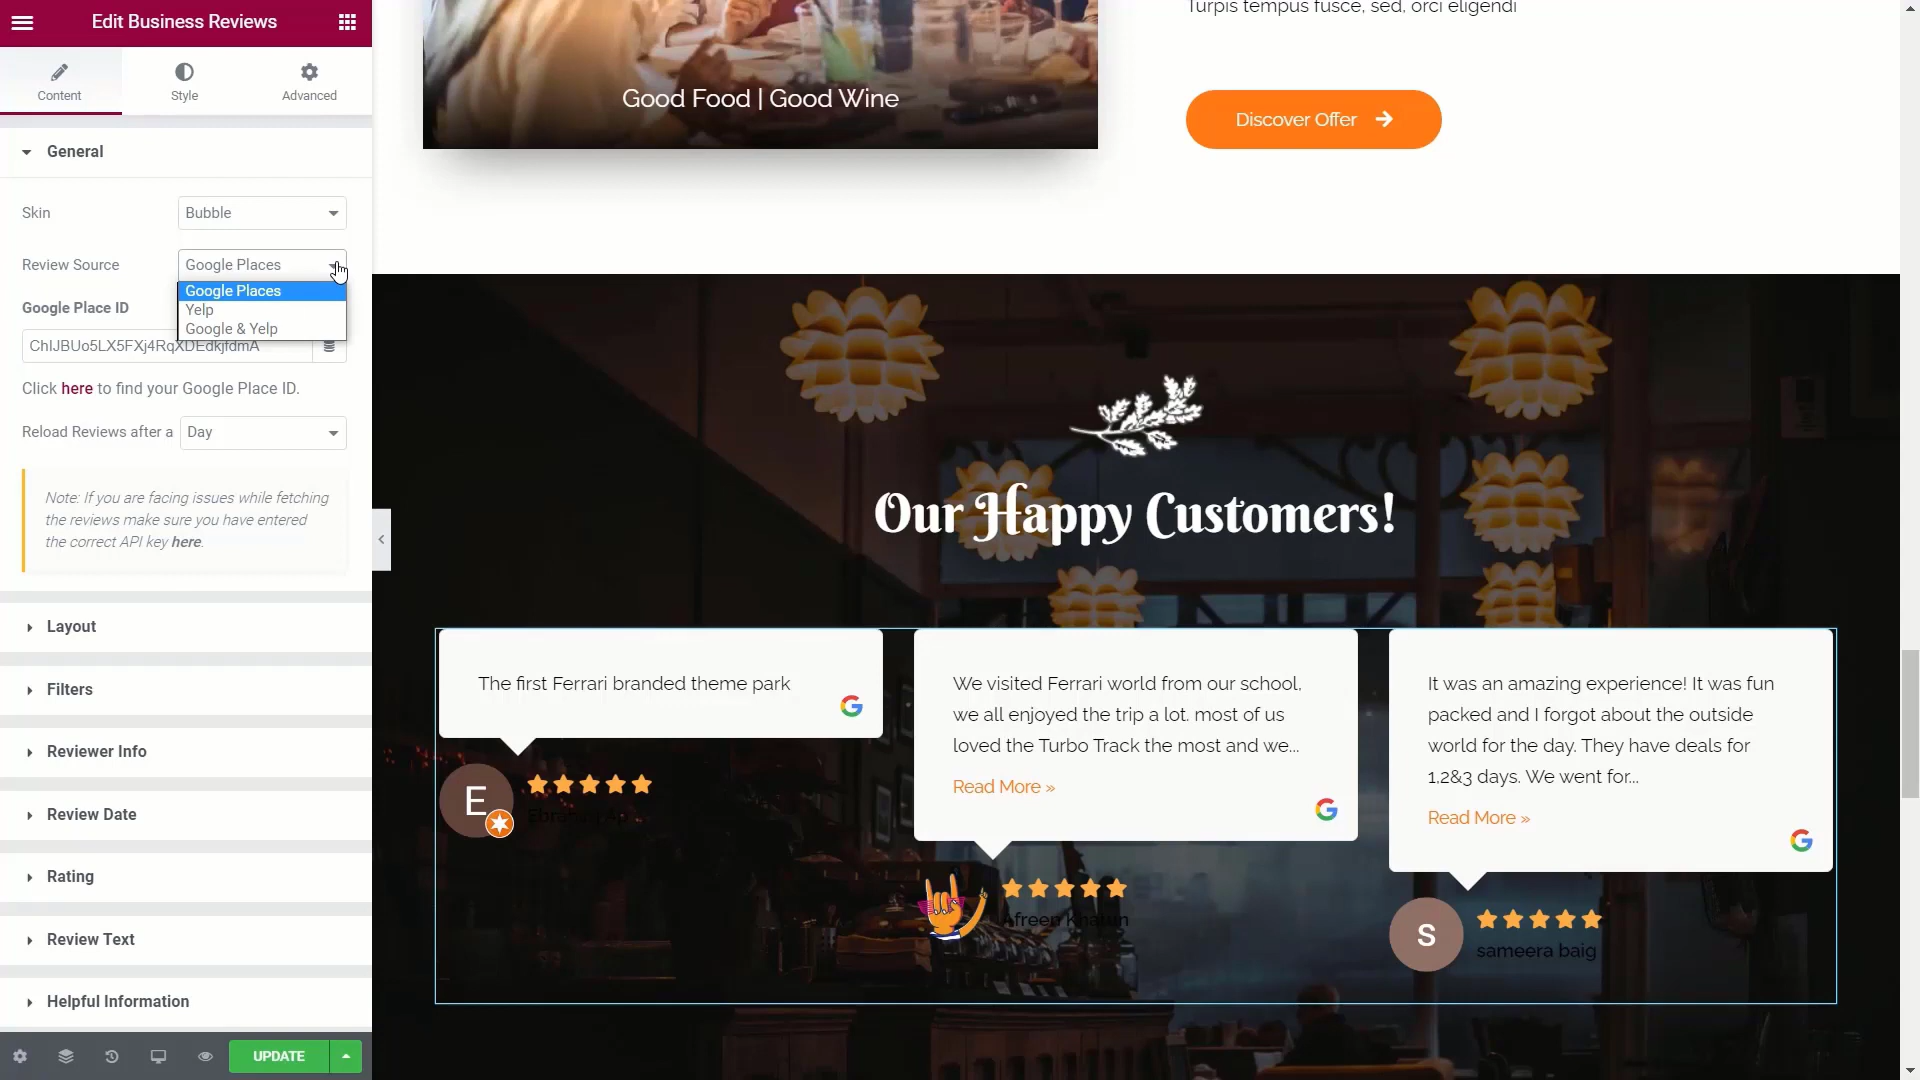 Edit Business Reviews
Content
Style
Advanced
General
Skin
Bubble
Review Source
Google Places
Google Places
Yelp
Google & Yelp
Google Place ID
ChIJBUo5LX5FXj4RqXDEdkjfdmA
Click here to find your Google Place ID.
Reload Reviews after a
Day
Note: If you are facing issues while fetching
the reviews make sure you have entered
the correct API key here.
Layout
Filters
Reviewer Info
Review Date
Rating
Review Text
Helpful Information
UPDATE
Turpis tempus fusce, sed, orci eligendi
Good Food | Good Wine
Discover Offer
Our Happy Customers!
The first Ferrari branded theme park
E
Ebrahim Ap
We visited Ferrari world from our school,
we all enjoyed the trip a lot. most of us
loved the Turbo Track the most and we...
Read More »
Afreen Khatun
It was an amazing experience! It was fun
packed and I forgot about the outside
world for the day. They have deals for
1,2&3 days. We went for...
Read More »
S
sameera baig